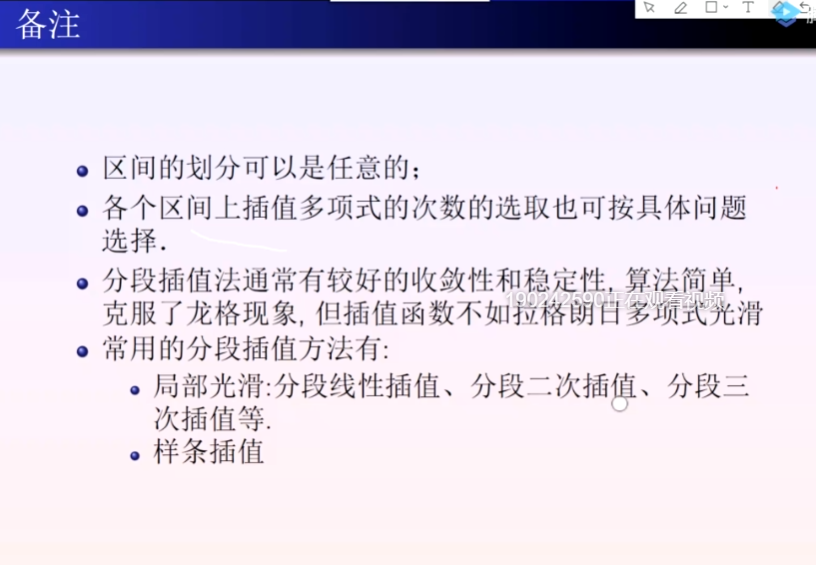 备注
T
区间的划分可以是任意的;
各个区间上插值多项式的次数的选取也可按具体问题
选择.
分段插值法通常有较好的收敛性和稳定性, 算法简单,
190242590正在观看视频
克服了龙格现象, 但插值函数不如拉格朗日多项式光滑
常用的分段插值方法有:
局部光滑:分段线性插值、分段二次插值、分段三
次插值等.
样条插值